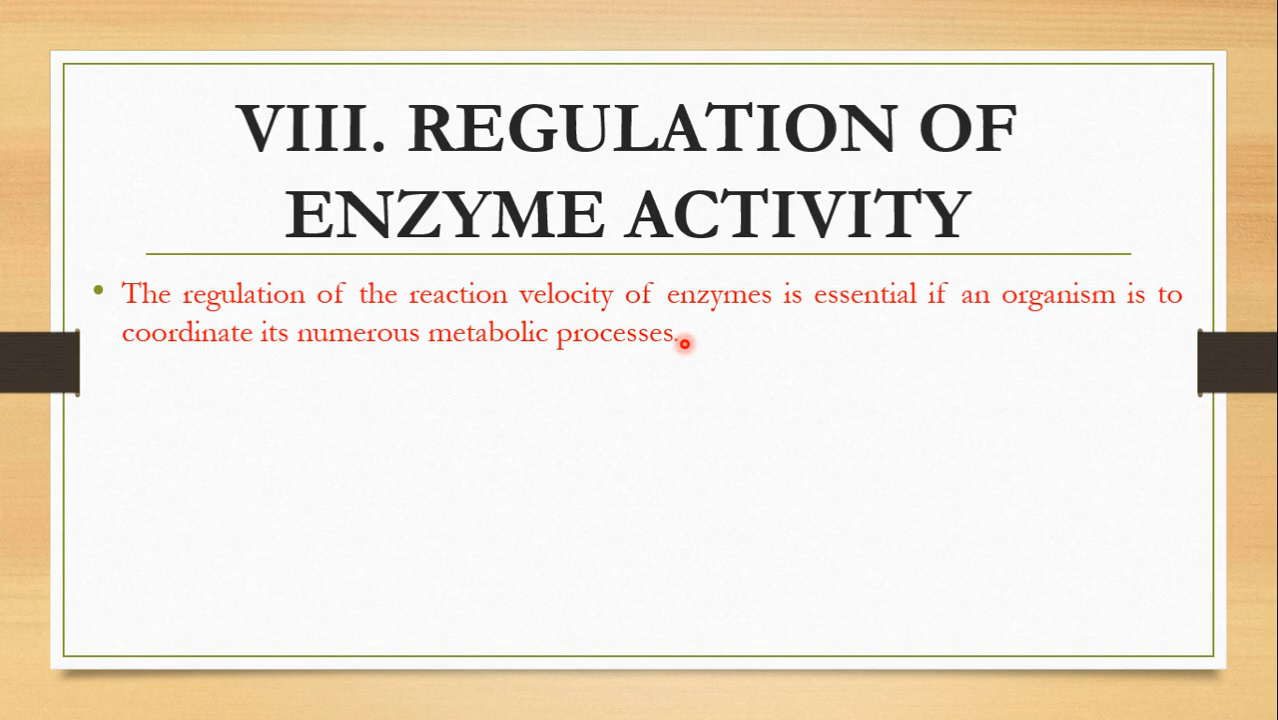 VIII. REGULATION OF
ENZYME ACTIVITY
• The regulation of the reaction velocity of enzymes is essential if an organism is to
coordinate its numerous metabolic processes.